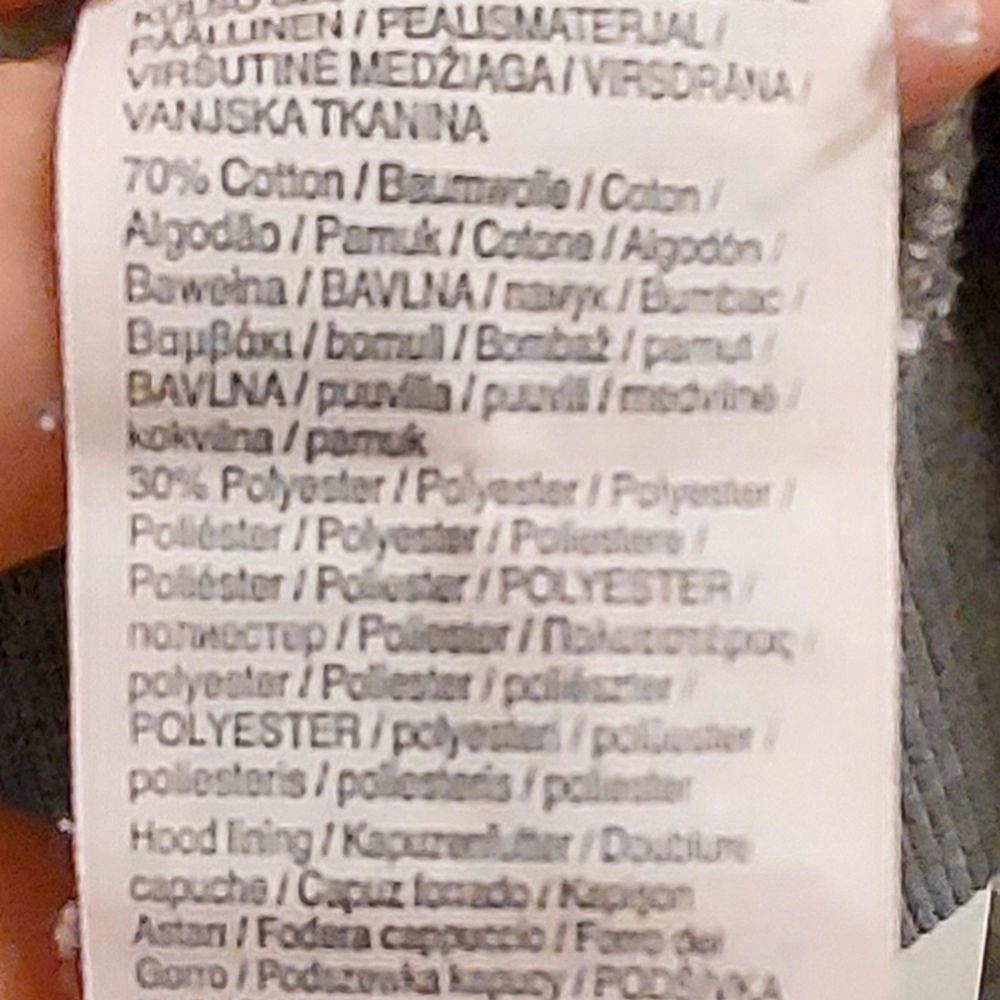 PÄÄLLINEN / PEALISMATERJAL /
VIRŠUTINĖ MEDŽIAGA / VIRSDRĀNA /
VANJSKA TKANINA
70% Cotton / Baumwolle / Coton /
Algodão / Pamuk / Cotone / Algodón /
Bawełna / BAVLNA / памук / Bumbac /
Βαμβάκι / bomull / Bombaž / pamut /
BAVLNA / puuvilla / puuvill / medvilnė /
kokvilna / pamuk
30% Polyester / Polyester / Polyester /
Poliéster / Polyester / Poliestere /
Poliéster / Poliester / POLYESTER /
полиестер / Poliester / Πολυεστέρας /
polyester / Poliester / poliészter /
POLYESTER / polyesteri / polüester /
poliesteris / poliesteris / poliester
Hood lining / Kapuzenfutter / Doublure
capuche / Capuz forrado / Kapişon
Astarı / Fodera cappuccio / Forro del
Gorro / Podszewka kapucy / PODŠÍVKA